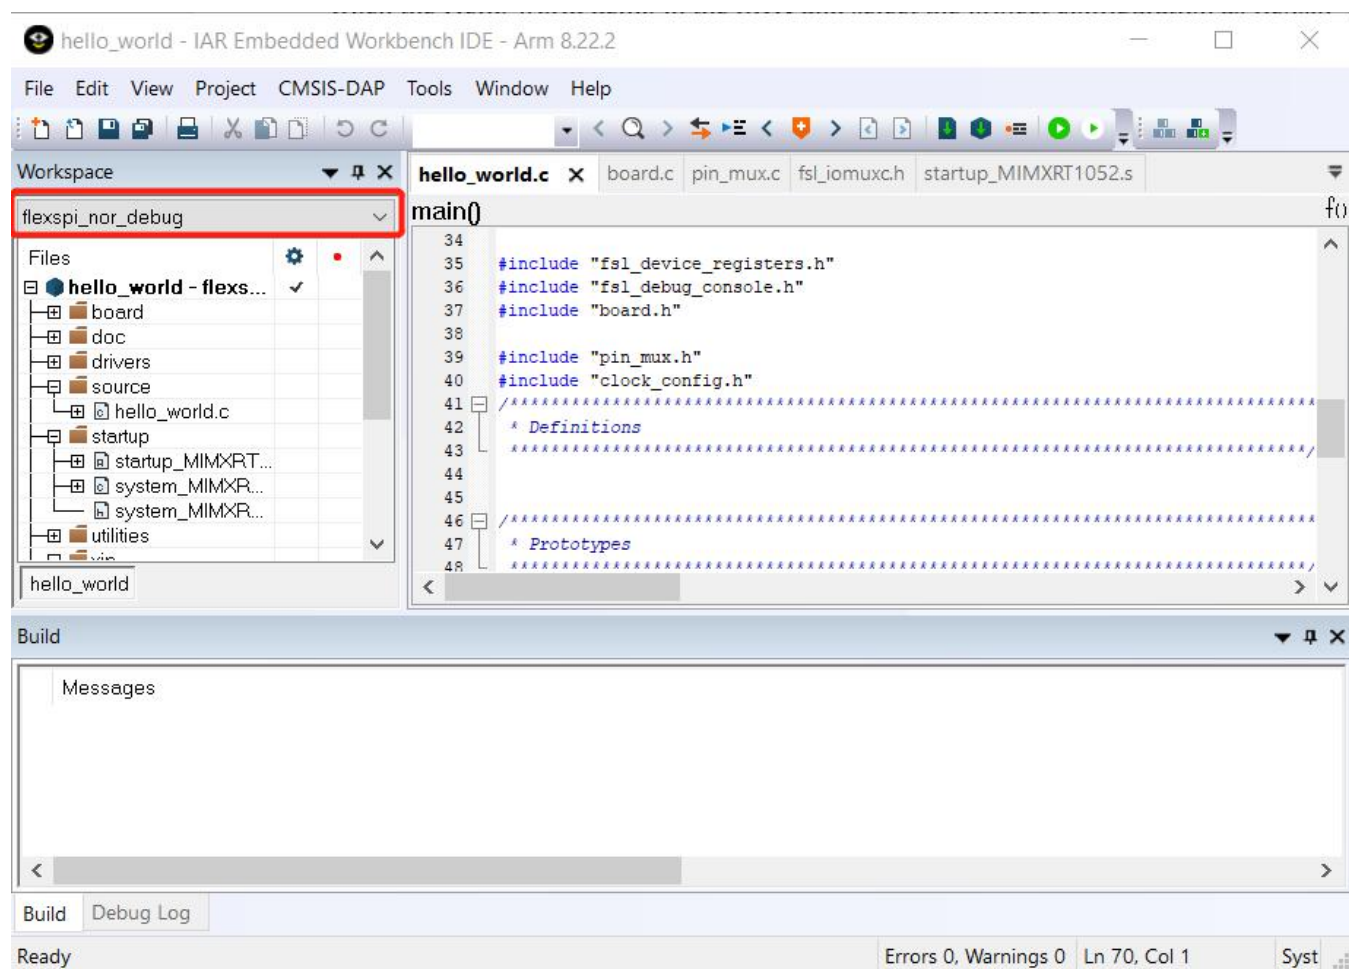 hello_world - IAR Embedded Workbench IDE - Arm 8.22.2
File Edit View Project CMSIS-DAP Tools Window Help
Workspace
flexspi_nor_debug
Files
hello_world - flexs...
board
doc
drivers
source
hello_world.c
startup
startup_MIMXRT...
system_MIMXR...
system_MIMXR...
utilities
hello_world
hello_world.c board.c pin_mux.c fsl_iomuxc.h startup_MIMXRT1052.s
main() f()
34
35 #include "fsl_device_registers.h"
36 #include "fsl_debug_console.h"
37 #include "board.h"
38
39 #include "pin_mux.h"
40 #include "clock_config.h"
41 /*******************************************************************************
42 * Definitions
43 ******************************************************************************/
44
45
46 /*******************************************************************************
47 * Prototypes
48 ******************************************************************************/
Build
Messages
Build Debug Log
Ready Errors 0, Warnings 0 Ln 70, Col 1 Syst